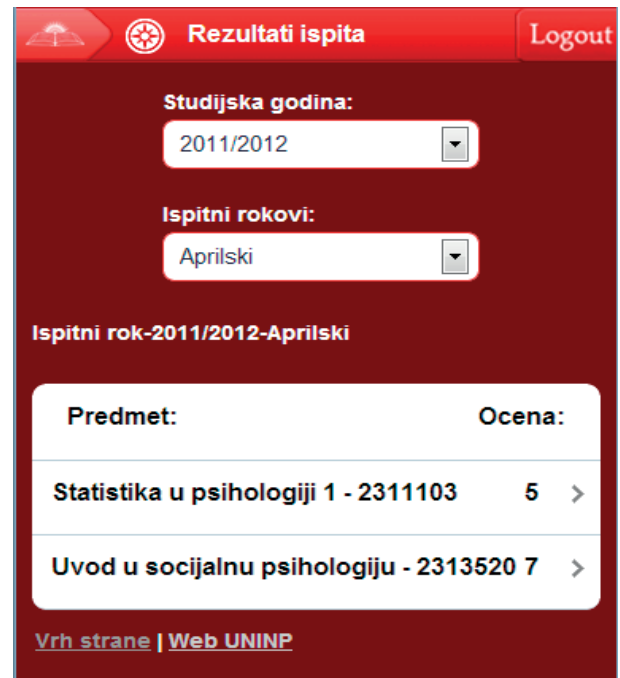 Rezultati ispita
Logout
Studijska godina:
2011/2012
Ispitni rokovi:
Aprilski
Ispitni rok-2011/2012-Aprilski
Predmet: Ocena:
Statistika u psihologiji 1 - 2311103 5 >
Uvod u socijalnu psihologiju - 2313520 7 >
Vrh strane | Web UNINP